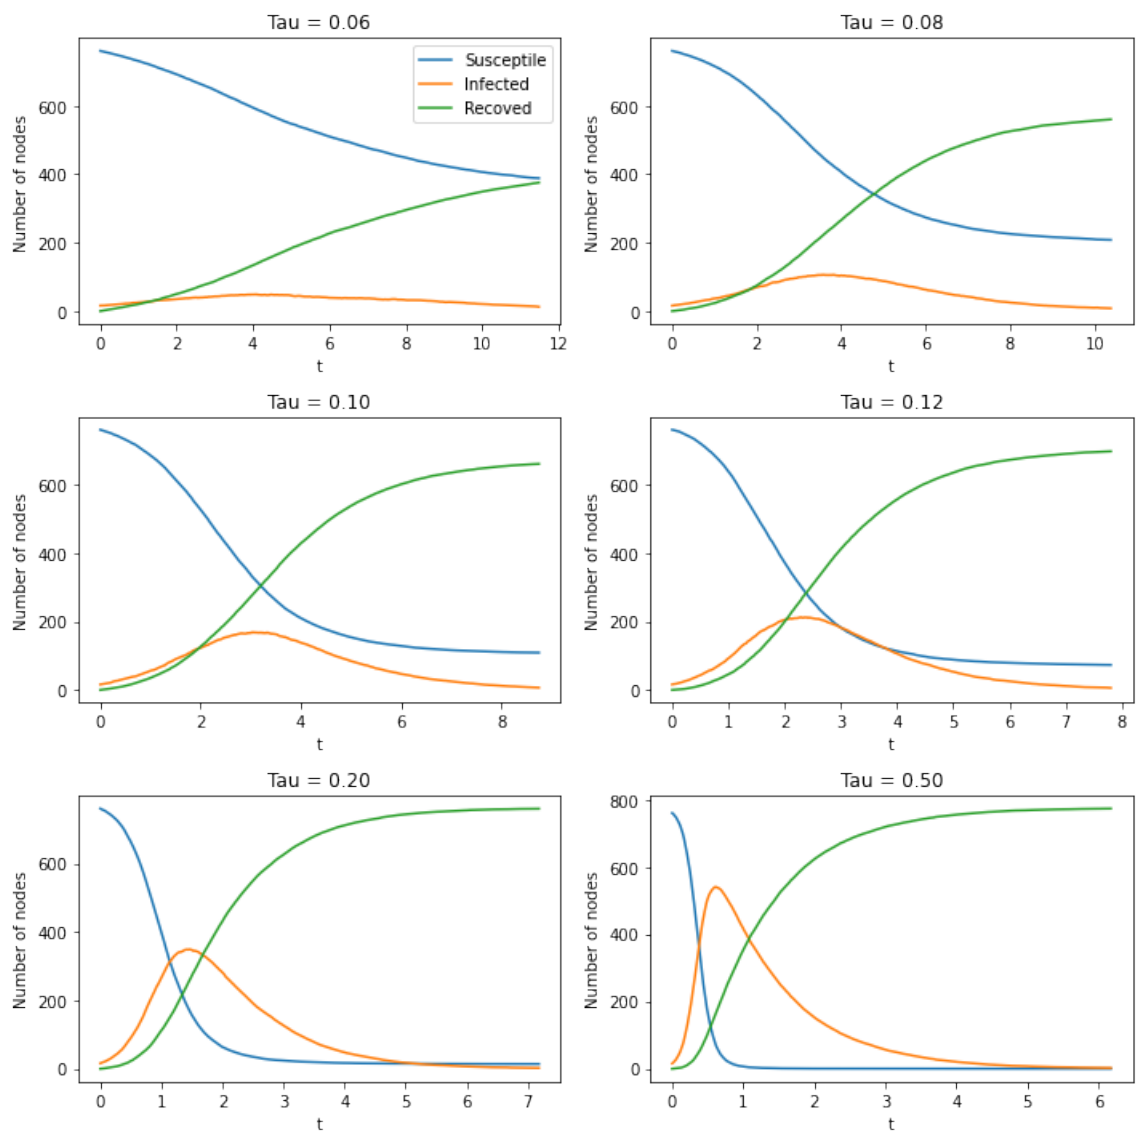 Tau = 0.06
Number of nodes
600
400
200
0
Susceptile
Infected
Recoved
0 2 4 6 8 10 12
t
Tau = 0.08
Number of nodes
600
400
200
0
0 2 4 6 8 10
t
Tau = 0.10
Number of nodes
600
400
200
0
0 2 4 6 8
t
Tau = 0.12
Number of nodes
600
400
200
0
0 1 2 3 4 5 6 7 8
t
Tau = 0.20
Number of nodes
600
400
200
0
0 1 2 3 4 5 6 7
t
Tau = 0.50
Number of nodes
800
600
400
200
0
0 1 2 3 4 5 6
t